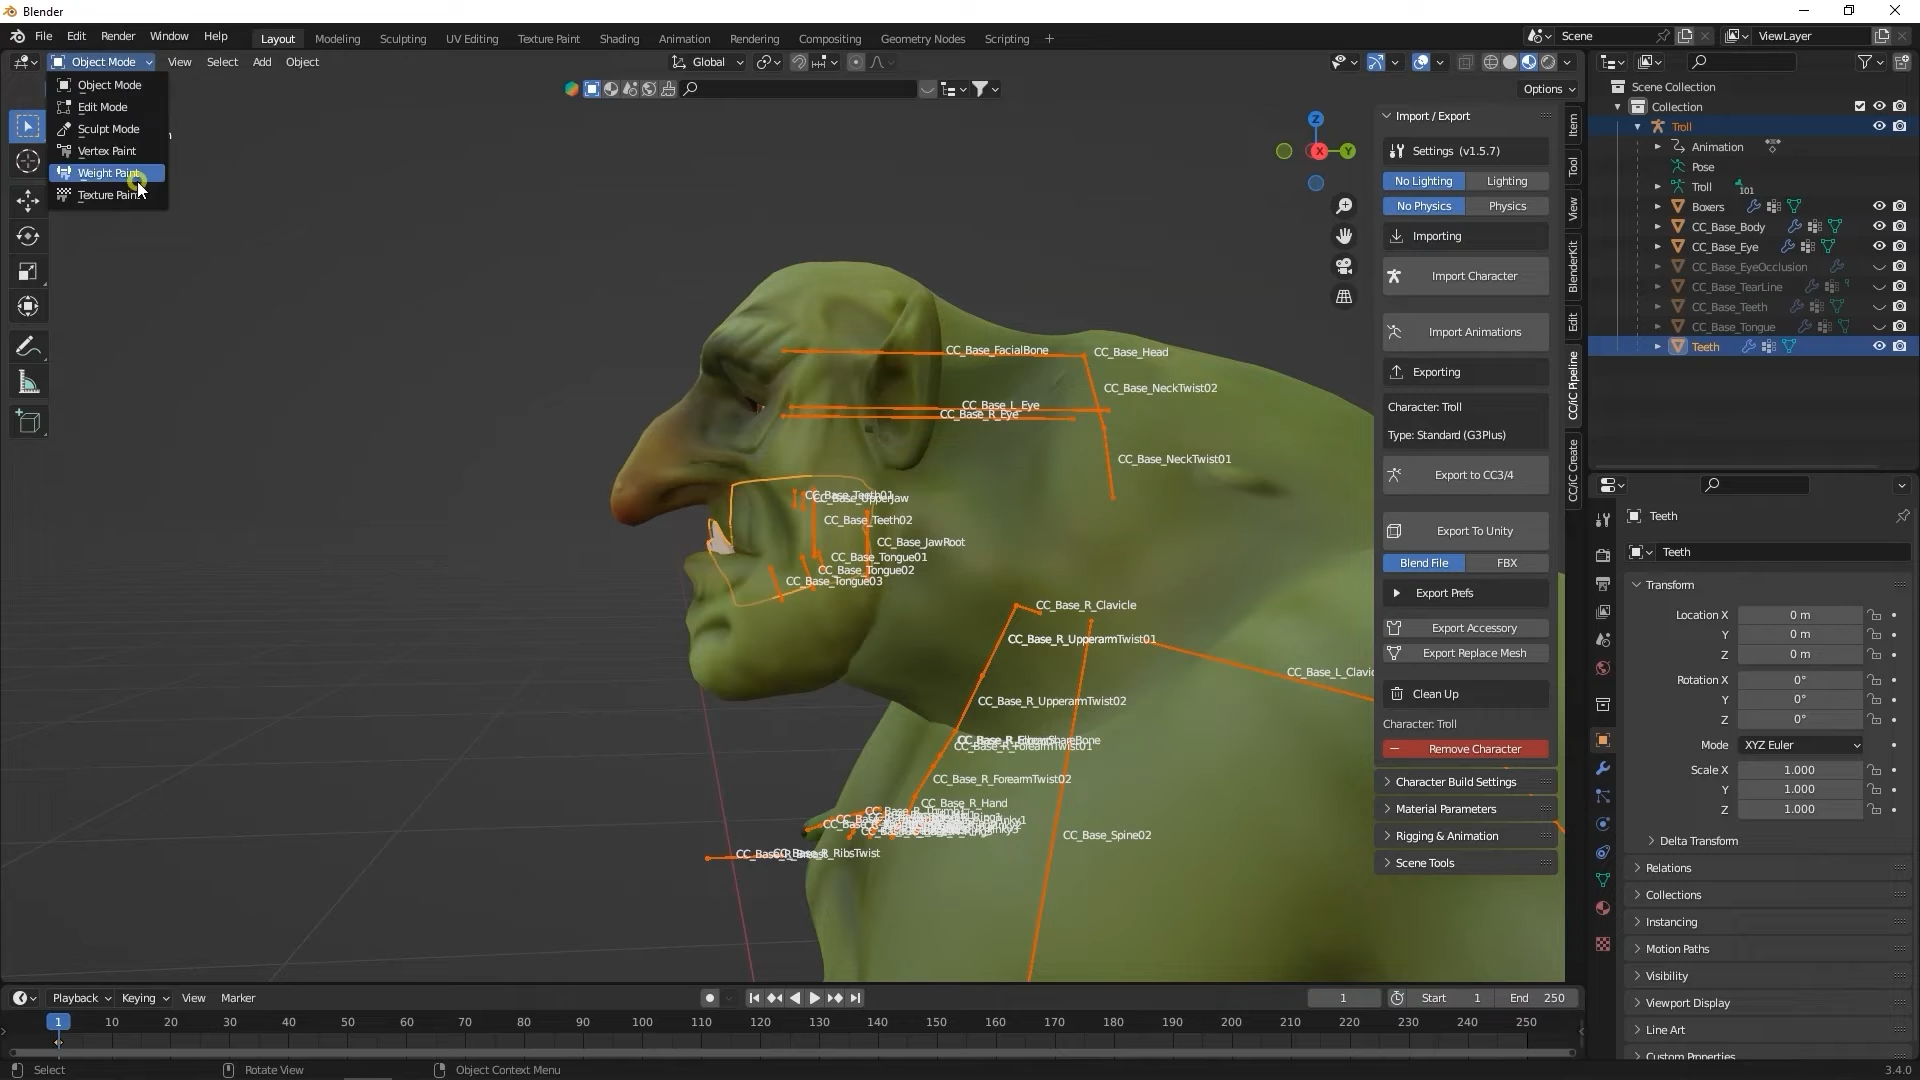 Blender
File Edit Render Window Help
Layout Modeling Sculpting UV Editing Texture Paint Shading Animation Rendering Compositing Geometry Nodes Scripting +
Scene
ViewLayer
Object Mode View Select Add Object
Global
Options
Object Mode
Edit Mode
Sculpt Mode
Vertex Paint
Weight Paint
Texture Paint
Z
X
Y
CC_Base_FacialBone
CC_Base_Head
CC_Base_NeckTwist02
CC_Base_L_Eye
CC_Base_R_Eye
CC_Base_NeckTwist01
CC_Base_Teeth01
CC_Base_UpperJaw
CC_Base_Teeth02
CC_Base_JawRoot
CC_Base_Tongue01
CC_Base_Tongue02
CC_Base_Tongue03
CC_Base_R_Clavicle
CC_Base_R_UpperarmTwist01
CC_Base_L_Clavi
CC_Base_R_UpperarmTwist02
CC_Base_R_ForearmTwist01
CC_Base_R_ForearmTwist02
CC_Base_R_Hand
CC_Base_Spine02
CC_Base_R_RibsTwist
Import / Export
Settings (v1.5.7)
No Lighting Lighting
No Physics Physics
Importing
Import Character
Import Animations
Exporting
Character: Troll
Type: Standard (G3Plus)
Export to CC3/4
Export To Unity
Blend File FBX
Export Prefs
Export Accessory
Export Replace Mesh
Clean Up
Character: Troll
Remove Character
Character Build Settings
Material Parameters
Rigging & Animation
Scene Tools
Item
Tool
View
BlenderKit
Edit
CC/iC Pipeline
CC/iC Create
Scene Collection
Collection
Troll
Animation
Pose
Troll 101
Boxers
CC_Base_Body
CC_Base_Eye
CC_Base_EyeOcclusion
CC_Base_TearLine
CC_Base_Teeth
CC_Base_Tongue
Teeth
Teeth
Teeth
Transform
Location X 0 m
Y 0 m
Z 0 m
Rotation X 0°
Y 0°
Z 0°
Mode XYZ Euler
Scale X 1.000
Y 1.000
Z 1.000
Delta Transform
Relations
Collections
Instancing
Motion Paths
Visibility
Viewport Display
Line Art
Custom Properties
Playback Keying View Marker
1 Start 1 End 250
1 10 20 30 40 50 60 70 80 90 100 110 120 130 140 150 160 170 180 190 200 210 220 230 240 250
Select Rotate View Object Context Menu
3.4.0